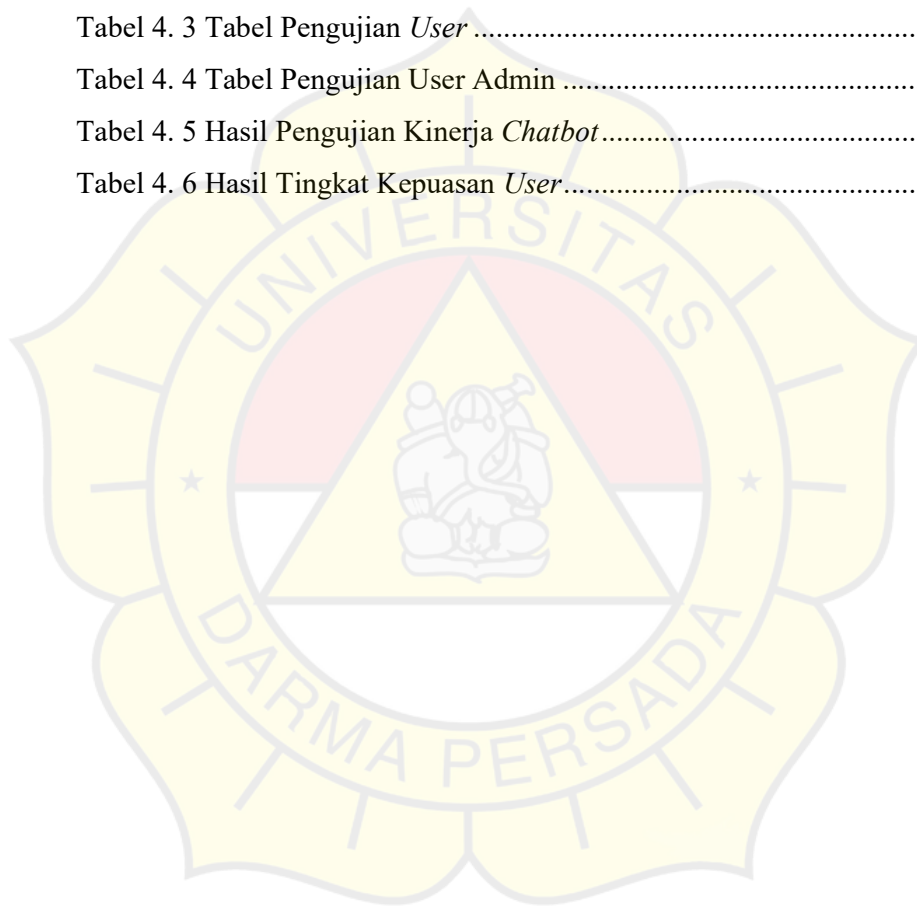 Tabel 4. 3 Tabel Pengujian User ........................................................
Tabel 4. 4 Tabel Pengujian User Admin ............................................
Tabel 4. 5 Hasil Pengujian Kinerja Chatbot.......................................
Tabel 4. 6 Hasil Tingkat Kepuasan User............................................
UNIVERSITAS
DARMA PERSADA